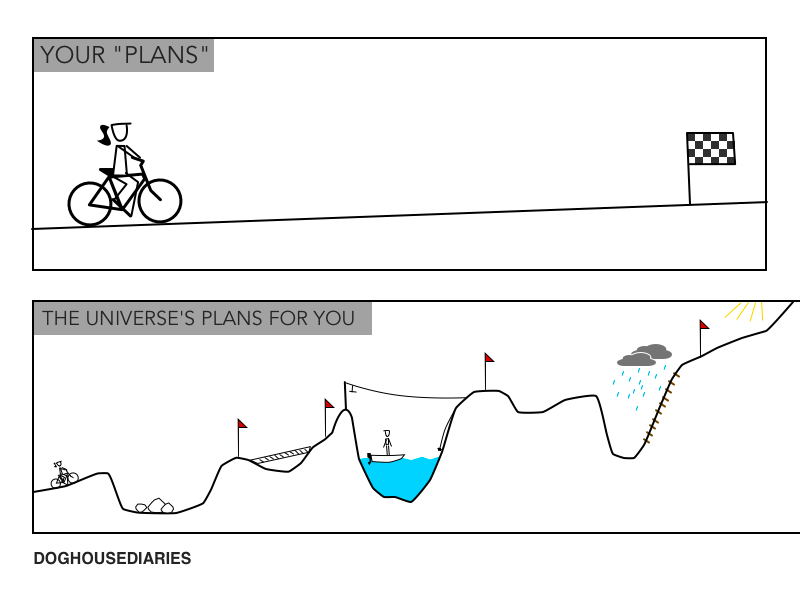 YOUR "PLANS"
THE UNIVERSE'S PLANS FOR YOU
DOGHOUSEDIARIES